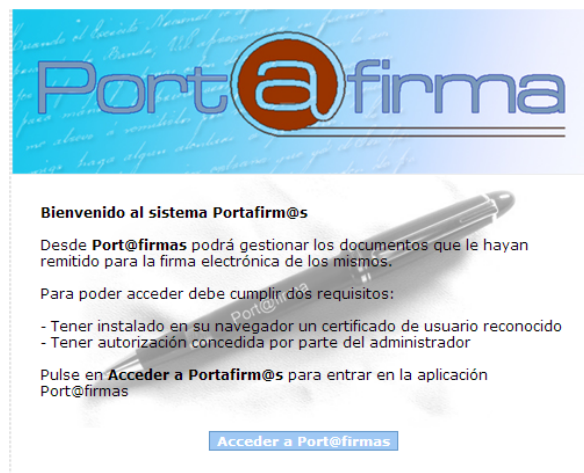 Port@firma
Bienvenido al sistema Portafirm@s
Desde Port@firmas podrá gestionar los documentos que le hayan
remitido para la firma electrónica de los mismos.
Para poder acceder debe cumplir dos requisitos:
Port@firma
- Tener instalado en su navegador un certificado de usuario reconocido
- Tener autorización concedida por parte del administrador
Pulse en Acceder a Portafirm@s para entrar en la aplicación
Port@firmas
Acceder a Port@firmas